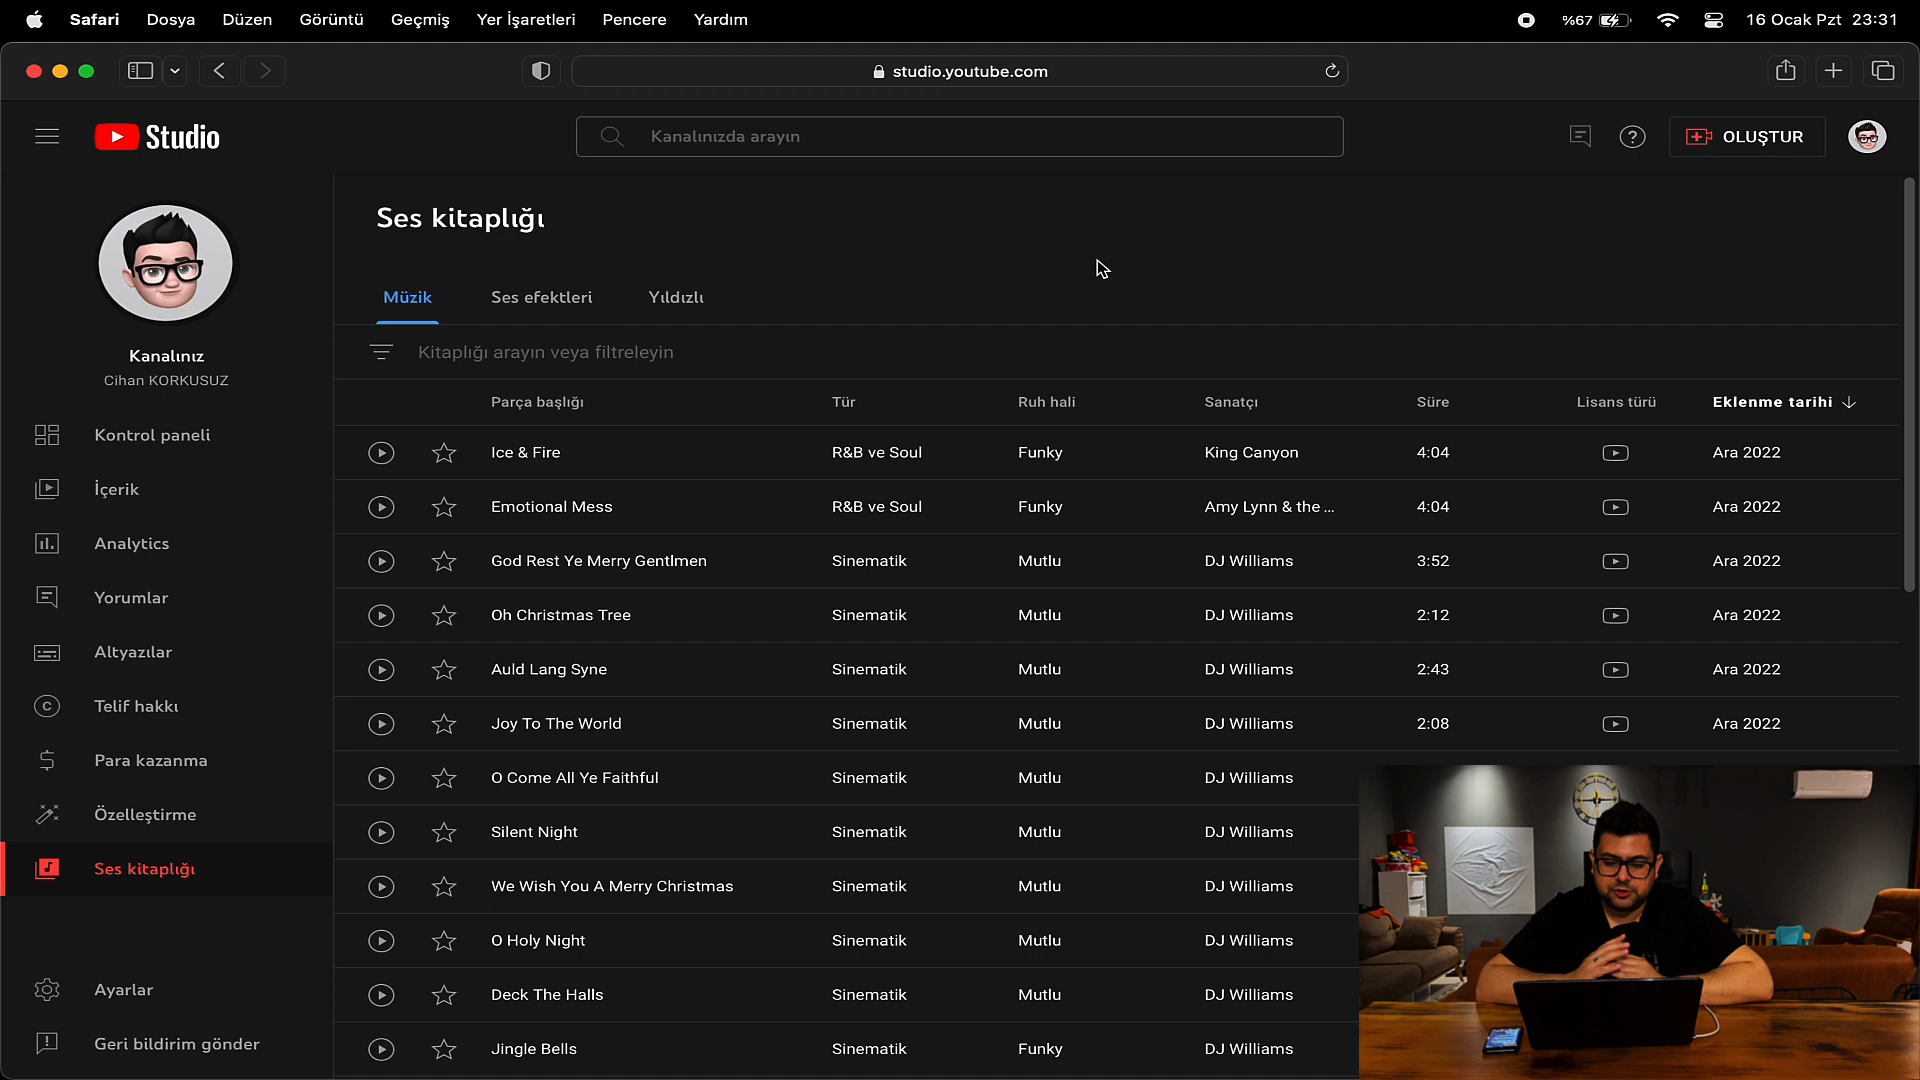 Safari Dosya Düzen Görüntü Geçmiş Yer İşaretleri Pencere Yardım %67 16 Ocak Pzt 23:31
studio.youtube.com
Studio
Kanalınızda arayın
OLUŞTUR
Kanalınız
Cihan KORKUSUZ
Kontrol paneli
İçerik
Analytics
Yorumlar
Altyazılar
Telif hakkı
Para kazanma
Özelleştirme
Ses kitaplığı
Ayarlar
Geri bildirim gönder
Ses kitaplığı
Müzik Ses efektleri Yıldızlı
Kitaplığı arayın veya filtreleyin
Parça başlığı Tür Ruh hali Sanatçı Süre Lisans türü Eklenme tarihi
Ice & Fire R&B ve Soul Funky King Canyon 4:04 Ara 2022
Emotional Mess R&B ve Soul Funky Amy Lynn & the ... 4:04 Ara 2022
God Rest Ye Merry Gentlmen Sinematik Mutlu DJ Williams 3:52 Ara 2022
Oh Christmas Tree Sinematik Mutlu DJ Williams 2:12 Ara 2022
Auld Lang Syne Sinematik Mutlu DJ Williams 2:43 Ara 2022
Joy To The World Sinematik Mutlu DJ Williams 2:08 Ara 2022
O Come All Ye Faithful Sinematik Mutlu DJ Williams
Silent Night Sinematik Mutlu DJ Williams
We Wish You A Merry Christmas Sinematik Mutlu DJ Williams
O Holy Night Sinematik Mutlu DJ Williams
Deck The Halls Sinematik Mutlu DJ Williams
Jingle Bells Sinematik Funky DJ Williams